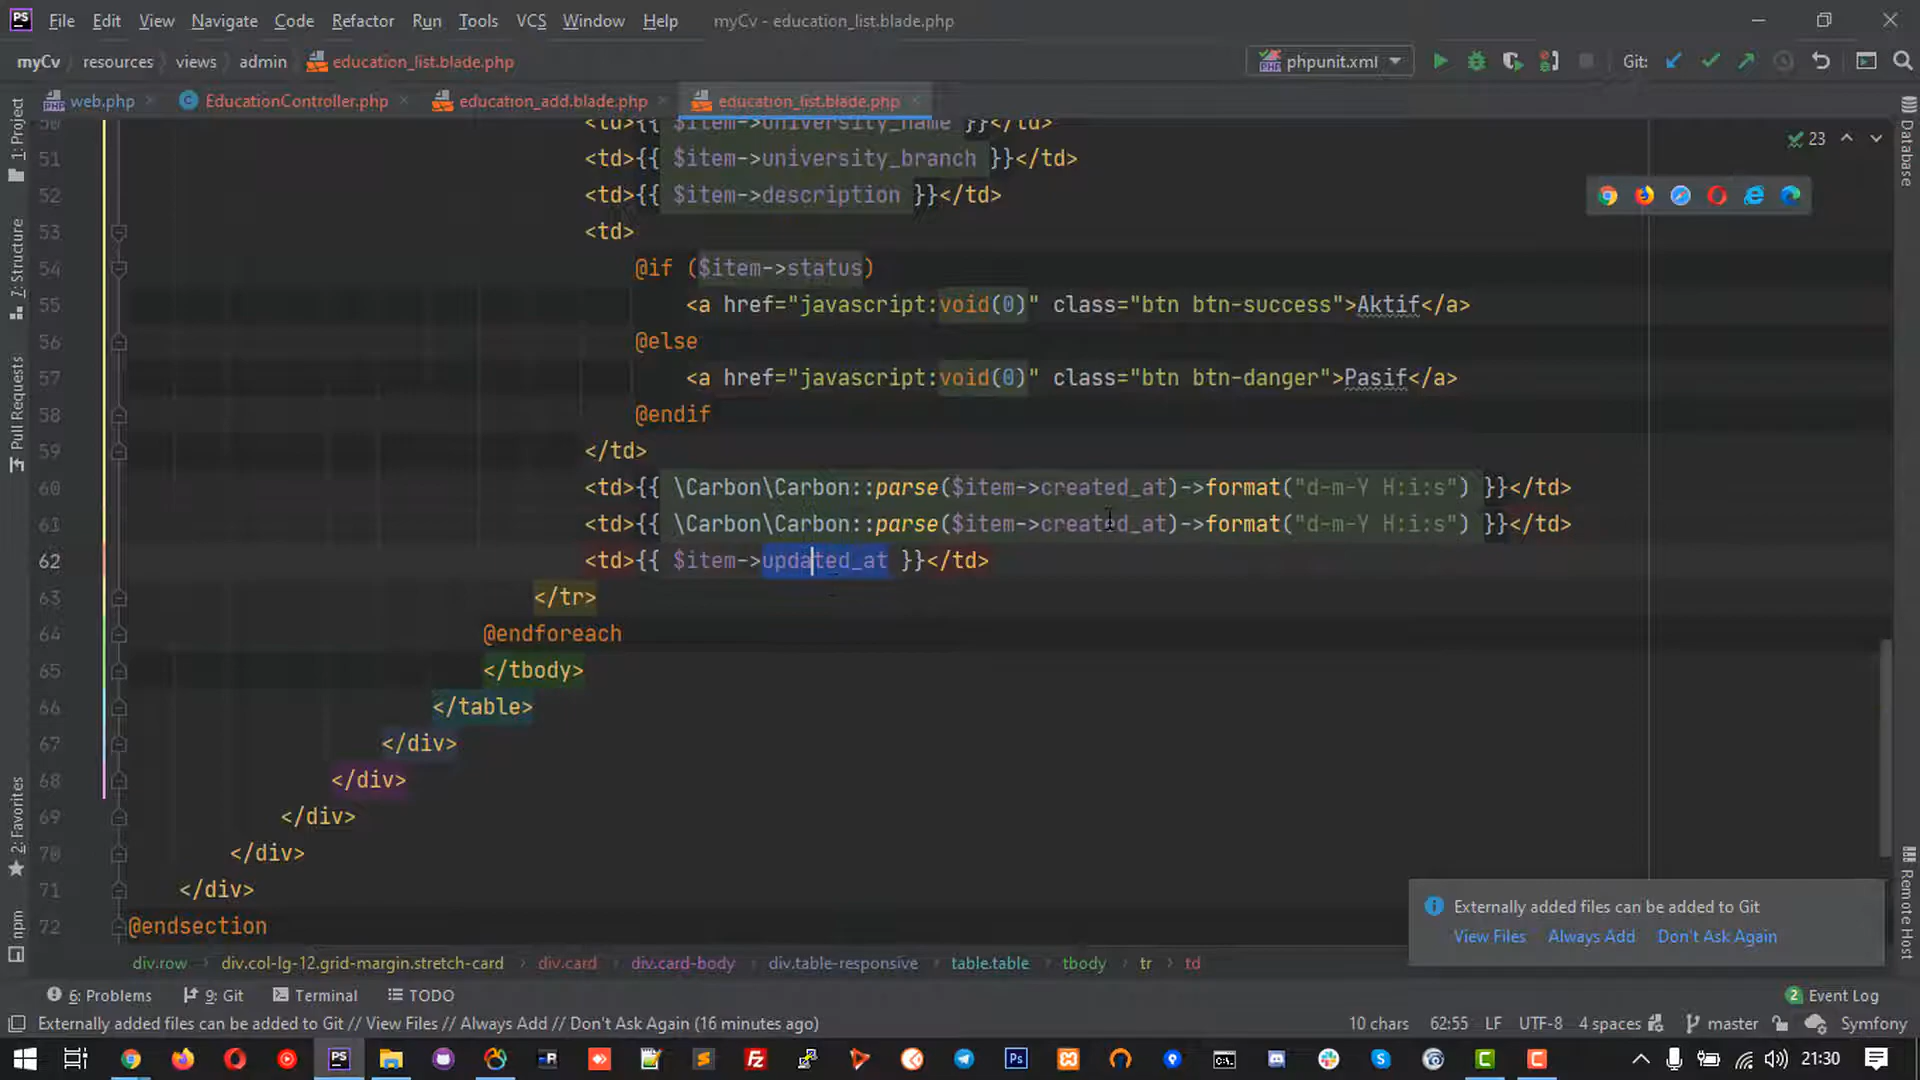 PS File Edit View Navigate Code Refactor Run Tools VCS Window Help myCv - education_list.blade.php
myCv resources views admin education_list.blade.php phpunit.xml Git:
web.php EducationController.php education_add.blade.php education_list.blade.php
50 <td>{{ $item->university_name }}</td>
51 <td>{{ $item->university_branch }}</td>
52 <td>{{ $item->description }}</td>
53 <td>
54 @if ($item->status)
55 <a href="javascript:void(0)" class="btn btn-success">Aktif</a>
56 @else
57 <a href="javascript:void(0)" class="btn btn-danger">Pasif</a>
58 @endif
59 </td>
60 <td>{{ \Carbon\Carbon::parse($item->created_at)->format("d-m-Y H:i:s") }}</td>
61 <td>{{ \Carbon\Carbon::parse($item->created_at)->format("d-m-Y H:i:s") }}</td>
62 <td>{{ $item->updated_at }}</td>
63 </tr>
64 @endforeach
65 </tbody>
66 </table>
67 </div>
68 </div>
69 </div>
70 </div>
71 </div>
72 @endsection
23
1: Project
7: Structure
Pull Requests
2: Favorites
npm
Database
Remote Host
Externally added files can be added to Git
View Files Always Add Don't Ask Again
div.row div.col-lg-12.grid-margin.stretch-card div.card div.card-body div.table-responsive table.table tbody tr td
6: Problems 9: Git Terminal TODO 2 Event Log
Externally added files can be added to Git // View Files // Always Add // Don't Ask Again (16 minutes ago) 10 chars 62:55 LF UTF-8 4 spaces master Symfony
21:30